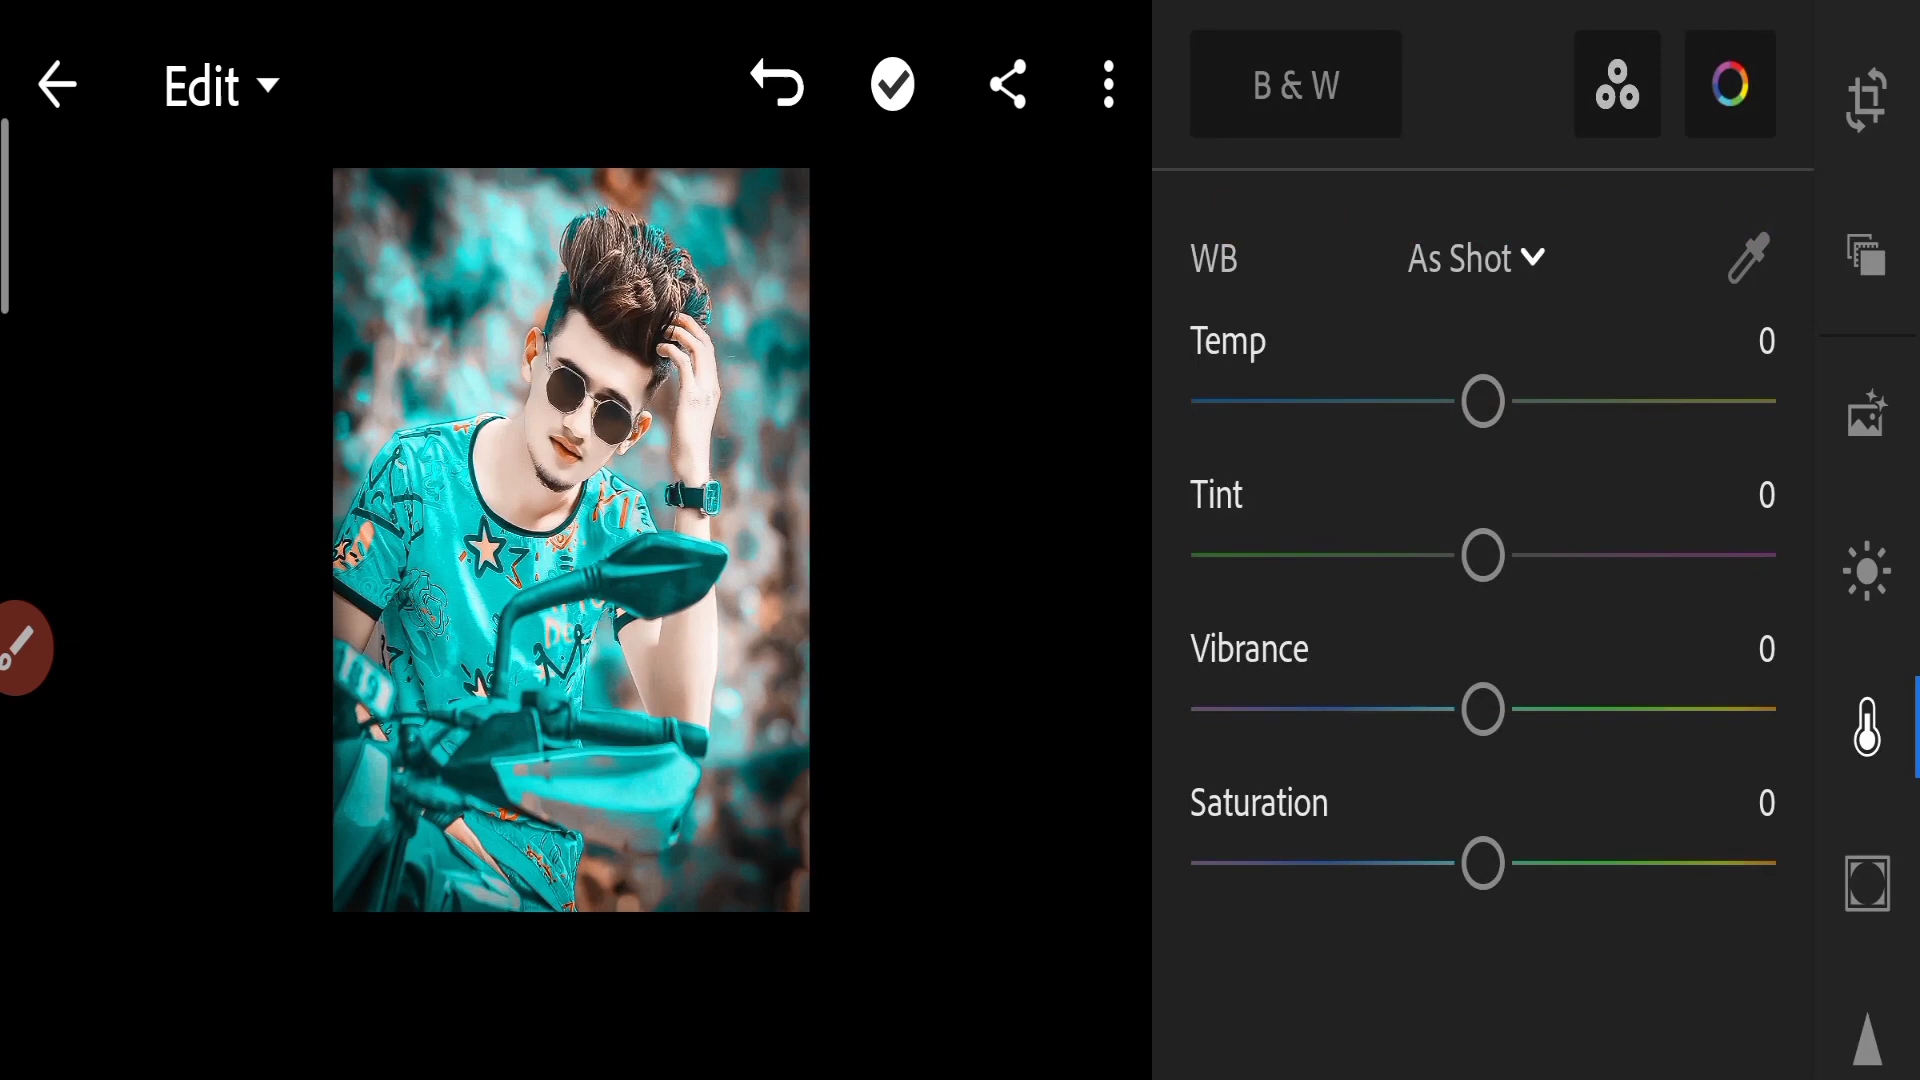 Edit
B & W
WB As Shot
Temp 0
Tint 0
Vibrance 0
Saturation 0